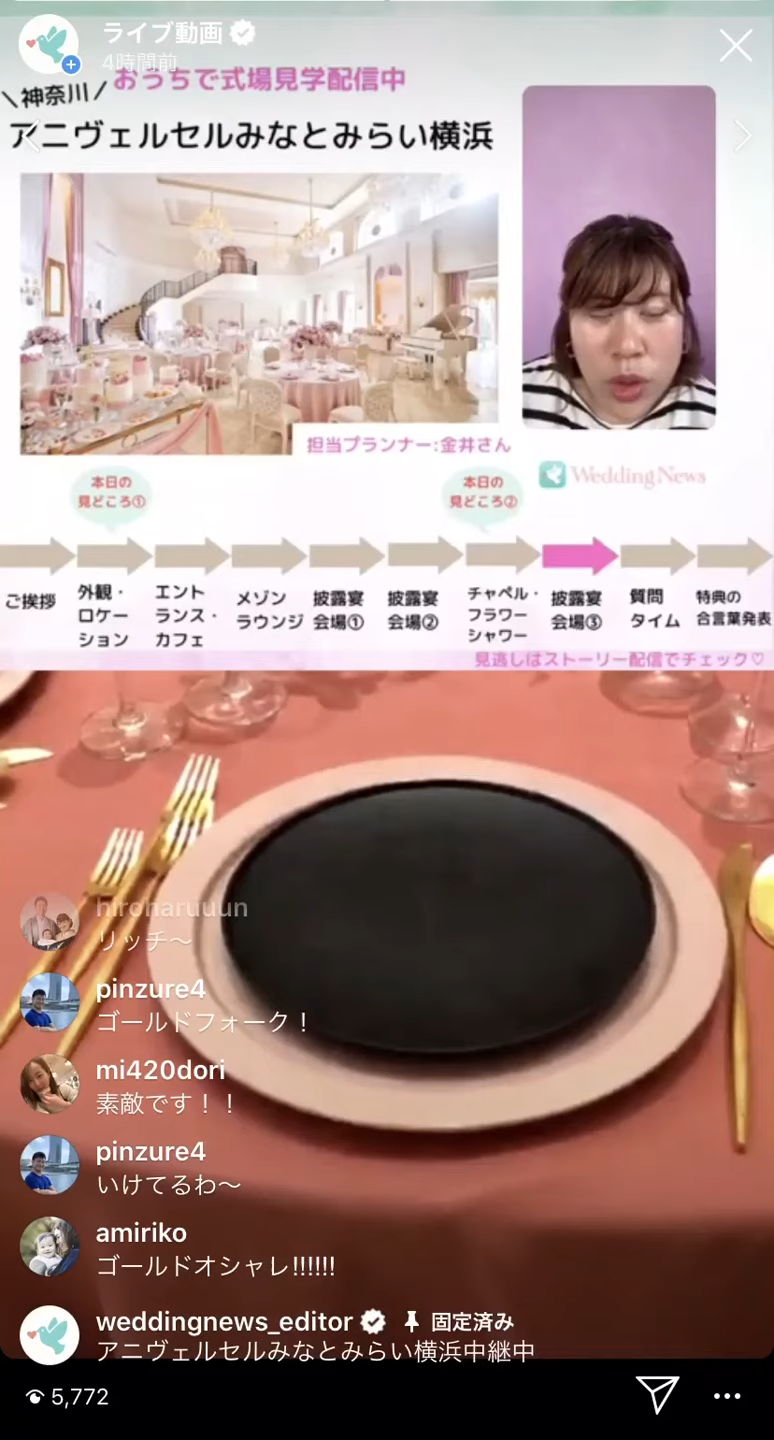 ライブ動画
4時間前
おうちで式場見学配信中
\神奈川/
アニヴェルセルみなとみらい横浜
担当プランナー:金井さん
WeddingNews
本日の
見どころ①
本日の
見どころ②
ご挨拶
外観・
ロケー
ション
エント
ランス・
カフェ
メゾン
ラウンジ
披露宴
会場①
披露宴
会場②
チャペル・
フラワー
シャワー
披露宴
会場③
質問
タイム
特典の
合言葉発表
見逃しはストーリー配信でチェック♡
hiroharuuun
リッチ〜
pinzure4
ゴールドフォーク！
mi420dori
素敵です！！
pinzure4
いけてるわ〜
amiriko
ゴールドオシャレ!!!!!!
weddingnews_editor 固定済み
アニヴェルセルみなとみらい横浜中継中
5,772